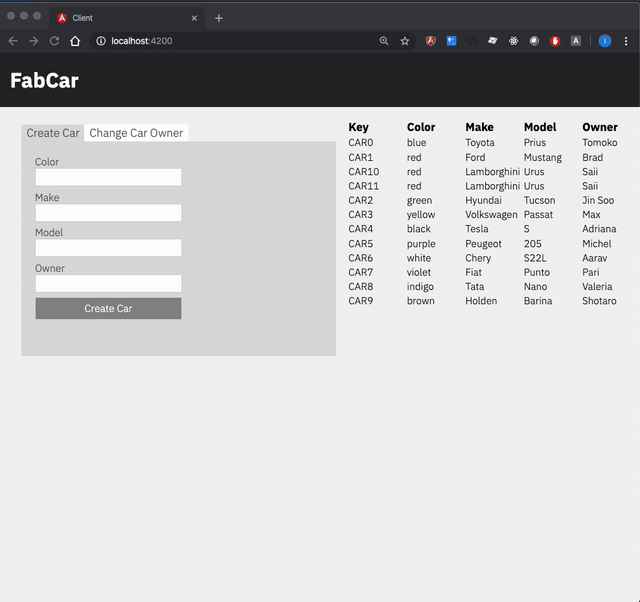 Client
localhost:4200
FabCar
Create Car Change Car Owner
Color
Make
Model
Owner
Create Car
Key Color Make Model Owner
CAR0 blue Toyota Prius Tomoko
CAR1 red Ford Mustang Brad
CAR10 red Lamborghini Urus Saii
CAR11 red Lamborghini Urus Saii
CAR2 green Hyundai Tucson Jin Soo
CAR3 yellow Volkswagen Passat Max
CAR4 black Tesla S Adriana
CAR5 purple Peugeot 205 Michel
CAR6 white Chery S22L Aarav
CAR7 violet Fiat Punto Pari
CAR8 indigo Tata Nano Valeria
CAR9 brown Holden Barina Shotaro